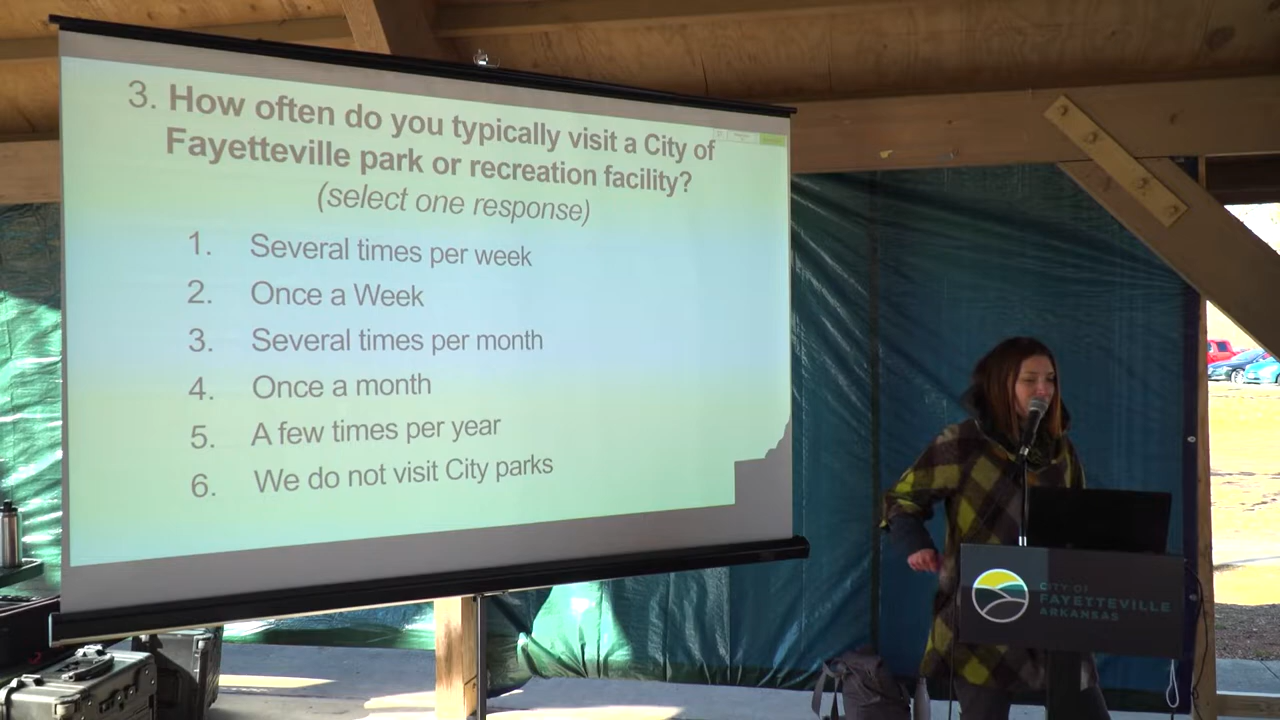 3. How often do you typically visit a City of
Fayetteville park or recreation facility?
(select one response)
1. Several times per week
2. Once a Week
3. Several times per month
4. Once a month
5. A few times per year
6. We do not visit City parks
CITY OF
FAYETTEVILLE
ARKANSAS